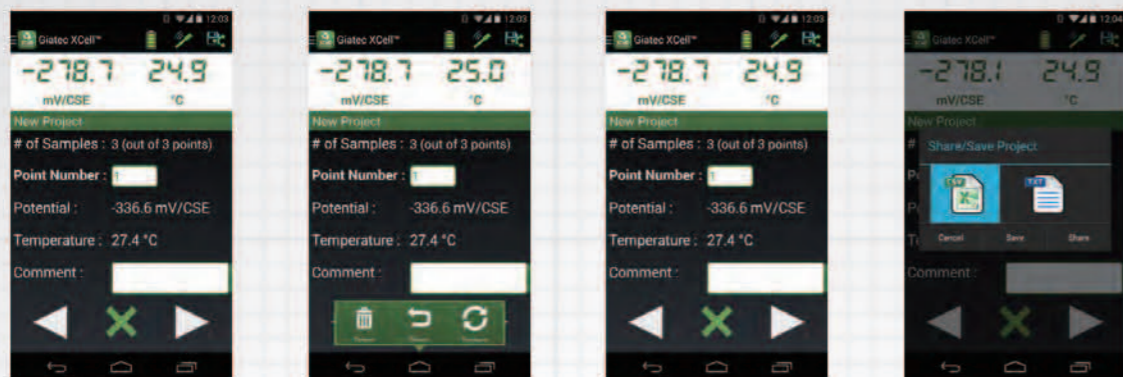 12:03
Giatec XCell™
-278.7 24.9
mV/CSE °C
New Project
# of Samples : 3 (out of 3 points)
Point Number : 1
Potential : -336.6 mV/CSE
Temperature : 27.4 °C
Comment :
12:03
Giatec XCell™
-278.7 25.0
mV/CSE °C
New Project
# of Samples : 3 (out of 3 points)
Point Number : 1
Potential : -336.6 mV/CSE
Temperature : 27.4 °C
Comment :
12:03
Giatec XCell™
-278.7 24.9
mV/CSE °C
New Project
# of Samples : 3 (out of 3 points)
Point Number : 1
Potential : -336.6 mV/CSE
Temperature : 27.4 °C
Comment :
12:04
Giatec XCell™
-278.1 24.9
mV/CSE °C
New Project
#
Share/Save Project
CSV TXT
Cancel Save Share
Comment :